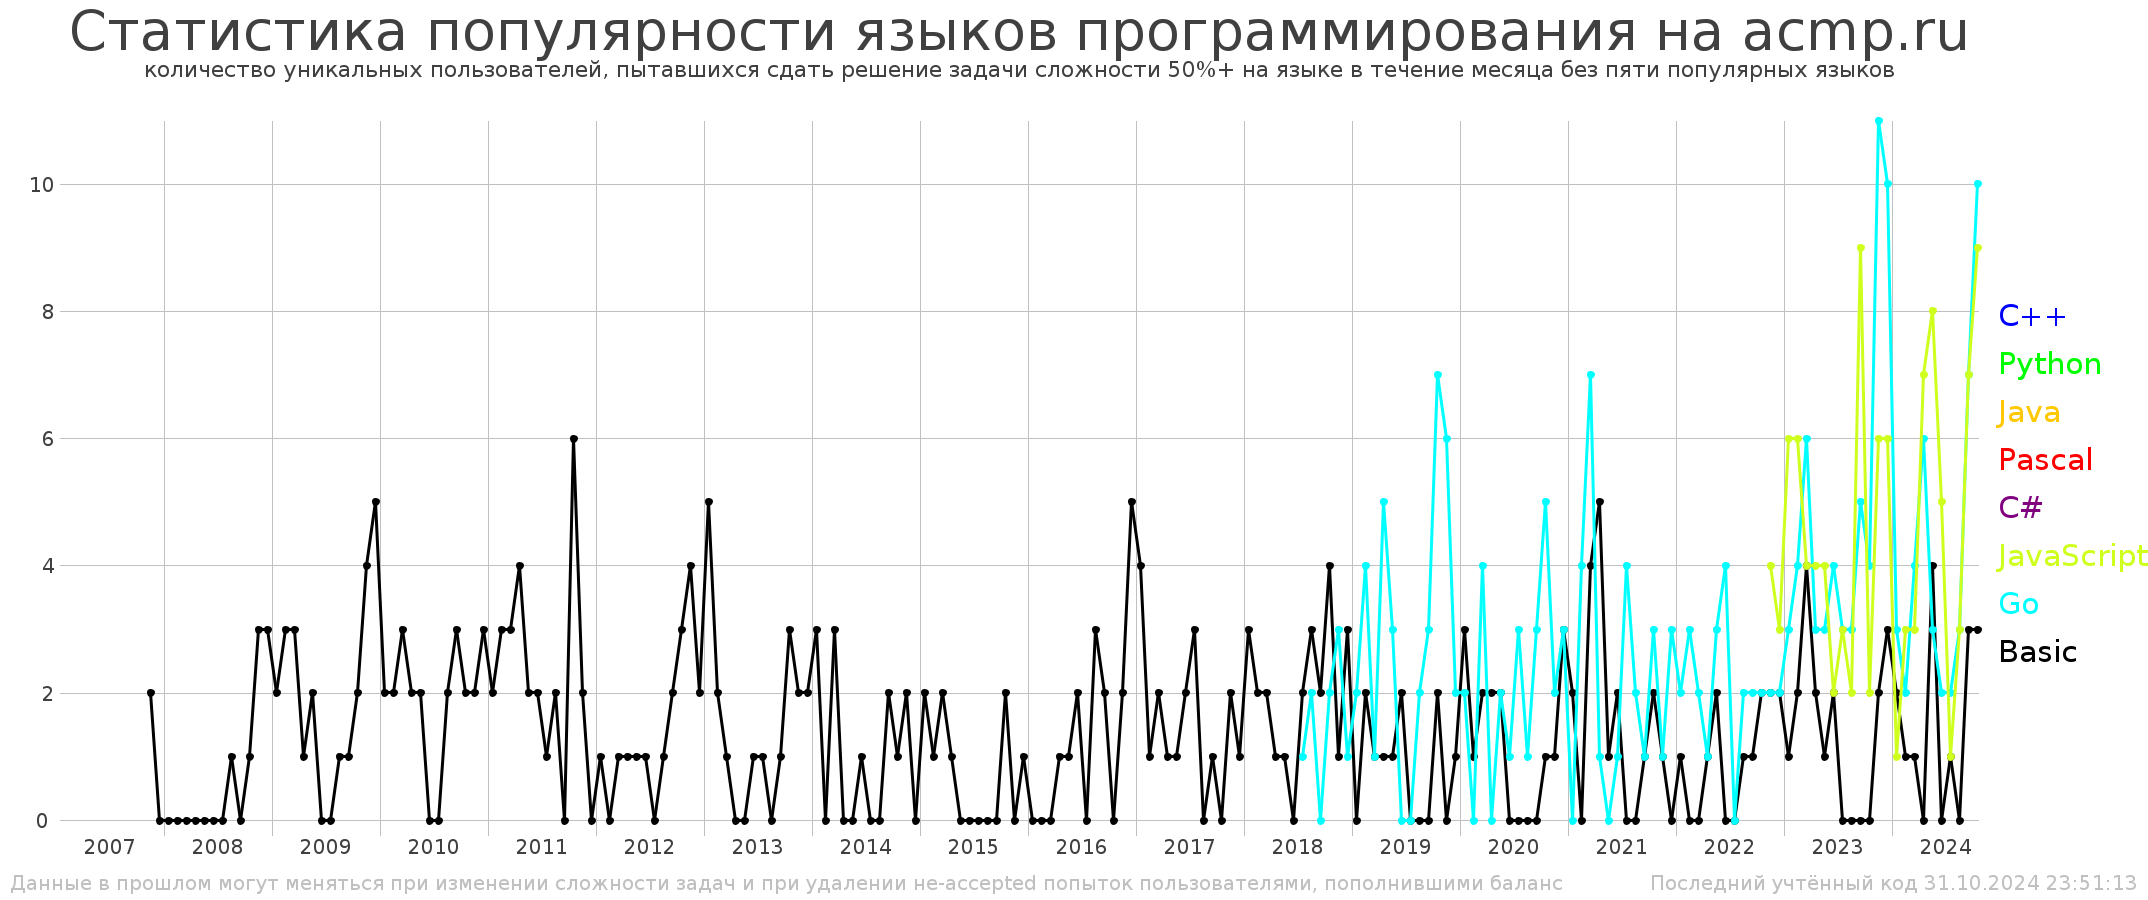 Статистика популярности языков программирования на acmp.ru
количество уникальных пользователей, пытавшихся сдать решение задачи сложности 50%+ на языке в течение месяца без пяти популярных языков
10
8
6
4
2
0
C++
Python
Java
Pascal
C#
JavaScript
Go
Basic
2007 2008 2009 2010 2011 2012 2013 2014 2015 2016 2017 2018 2019 2020 2021 2022 2023 2024
Данные в прошлом могут меняться при изменении сложности задач и при удалении не-accepted попыток пользователями, пополнившими баланс
Последний учтённый код 31.10.2024 23:51:13